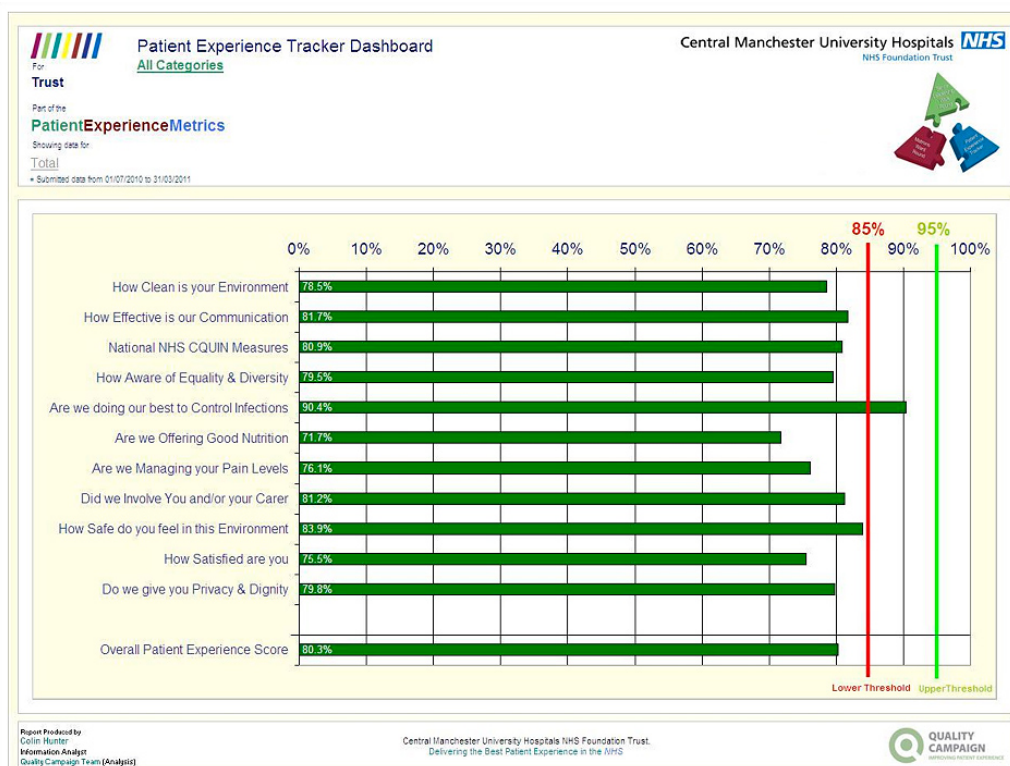 Patient Experience Tracker Dashboard
All Categories
For
Trust
Part of the
PatientExperienceMetrics
Showing data for
Total
* Submitted data from 01/07/2010 to 31/03/2011
Central Manchester University Hospitals NHS
NHS Foundation Trust
Patient Experience Tracker
85% 95%
0% 10% 20% 30% 40% 50% 60% 70% 80% 90% 100%
How Clean is your Environment 78.5%
How Effective is our Communication 81.7%
National NHS CQUIN Measures 80.9%
How Aware of Equality & Diversity 79.5%
Are we doing our best to Control Infections 90.4%
Are we Offering Good Nutrition 71.7%
Are we Managing your Pain Levels 76.1%
Did we Involve You and/or your Carer 81.2%
How Safe do you feel in this Environment 83.9%
How Satisfied are you 75.5%
Do we give you Privacy & Dignity 79.8%
Overall Patient Experience Score 80.3%
Lower Threshold UpperThreshold
Report Produced by
Colin Hunter
Information Analyst
Quality Campaign Team (Analysis)
Central Manchester University Hospitals NHS Foundation Trust.
Delivering the Best Patient Experience in the NHS
QUALITY
CAMPAIGN
IMPROVING PATIENT EXPERIENCE